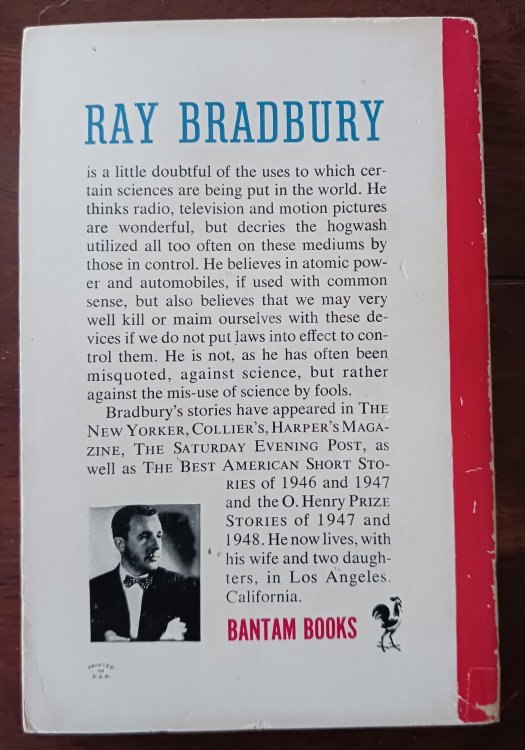 RAY BRADBURY
is a little doubtful of the uses to which cer-
tain sciences are being put in the world. He
thinks radio, television and motion pictures
are wonderful, but decries the hogwash
utilized all too often on these mediums by
those in control. He believes in atomic pow-
er and automobiles, if used with common
sense, but also believes that we may very
well kill or maim ourselves with these de-
vices if we do not put laws into effect to con-
trol them. He is not, as he has often been
misquoted, against science, but rather
against the mis-use of science by fools.
Bradbury's stories have appeared in THE
NEW YORKER, COLLIER'S, HARPER'S MAGA-
ZINE, THE SATURDAY EVENING POST, as
well as THE BEST AMERICAN SHORT STO-
RIES of 1946 and 1947
and the O. Henry PRIZE
STORIES of 1947 and
1948. He now lives, with
his wife and two daugh-
ters, in Los Angeles.
California.
BANTAM BOOKS
PRINTED
IN
U.S.A.